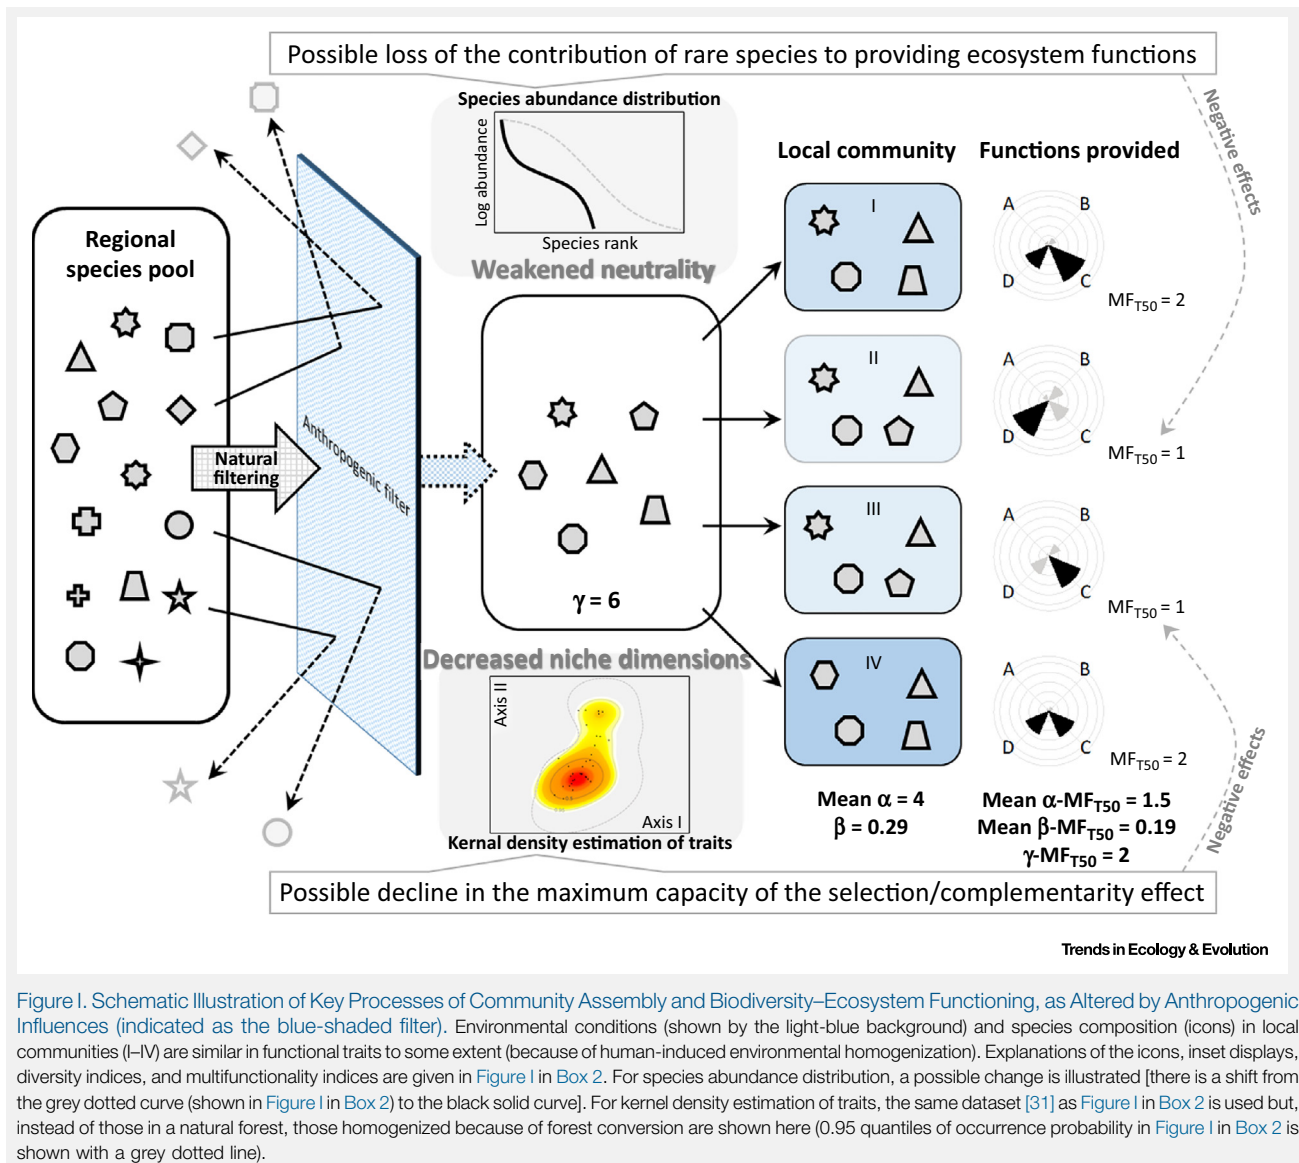 Possible loss of the contribution of rare species to providing ecosystem functions
Species abundance distribution
Log abundance
Species rank
Weakened neutrality
Regional
species pool
Natural
filtering
Anthropogenic filter
γ = 6
Decreased niche dimensions
Axis II
Axis I
Kernal density estimation of traits
Local community
I
II
III
IV
Mean α = 4
β = 0.29
Functions provided
A B
D C
MFT50 = 2
A B
D C
MFT50 = 1
A B
D C
MFT50 = 1
A B
D C
MFT50 = 2
Mean α-MFT50 = 1.5
Mean β-MFT50 = 0.19
γ-MFT50 = 2
Negative effects
Negative effects
Possible decline in the maximum capacity of the selection/complementarity effect
Trends in Ecology & Evolution
Figure I. Schematic Illustration of Key Processes of Community Assembly and Biodiversity–Ecosystem Functioning, as Altered by Anthropogenic
Influences (indicated as the blue-shaded filter). Environmental conditions (shown by the light-blue background) and species composition (icons) in local
communities (I–IV) are similar in functional traits to some extent (because of human-induced environmental homogenization). Explanations of the icons, inset displays,
diversity indices, and multifunctionality indices are given in Figure I in Box 2. For species abundance distribution, a possible change is illustrated [there is a shift from
the grey dotted curve (shown in Figure I in Box 2) to the black solid curve]. For kernel density estimation of traits, the same dataset [31] as Figure I in Box 2 is used but,
instead of those in a natural forest, those homogenized because of forest conversion are shown here (0.95 quantiles of occurrence probability in Figure I in Box 2 is
shown with a grey dotted line).